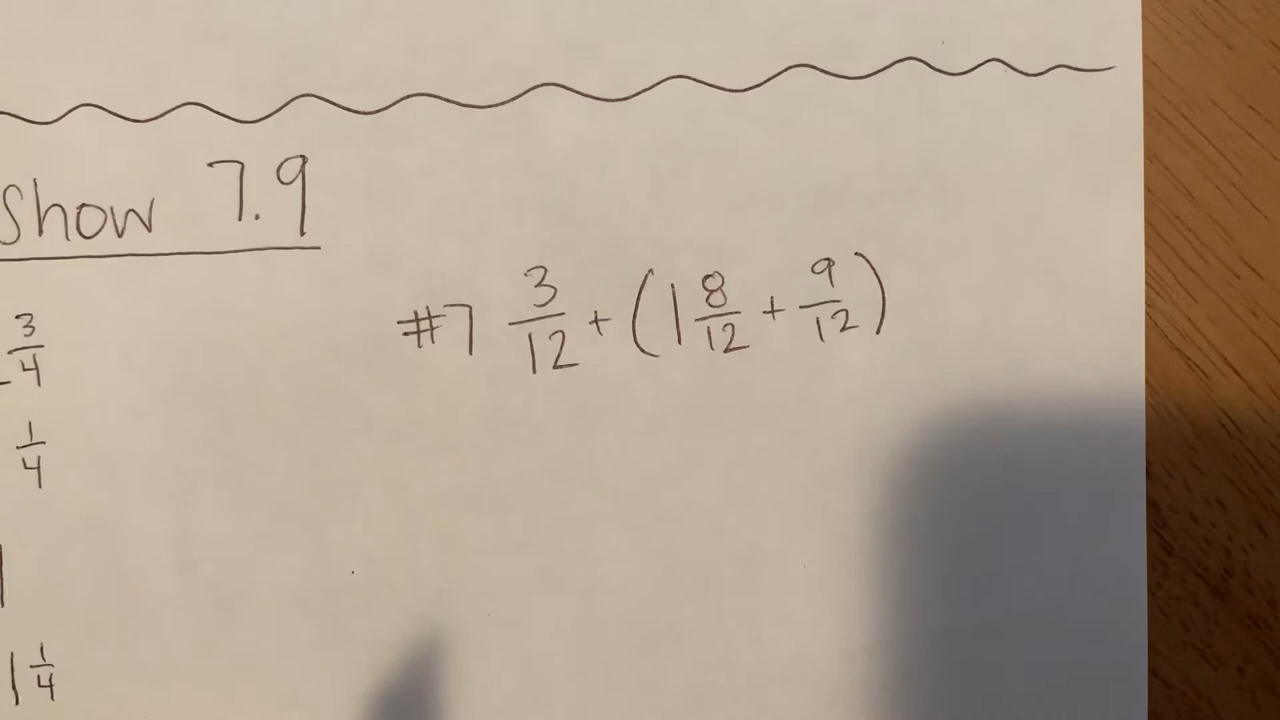 Show 7.9
#7 3/12 + (1 8/12 + 9/12)
3/4
1/4
1
1 1/4